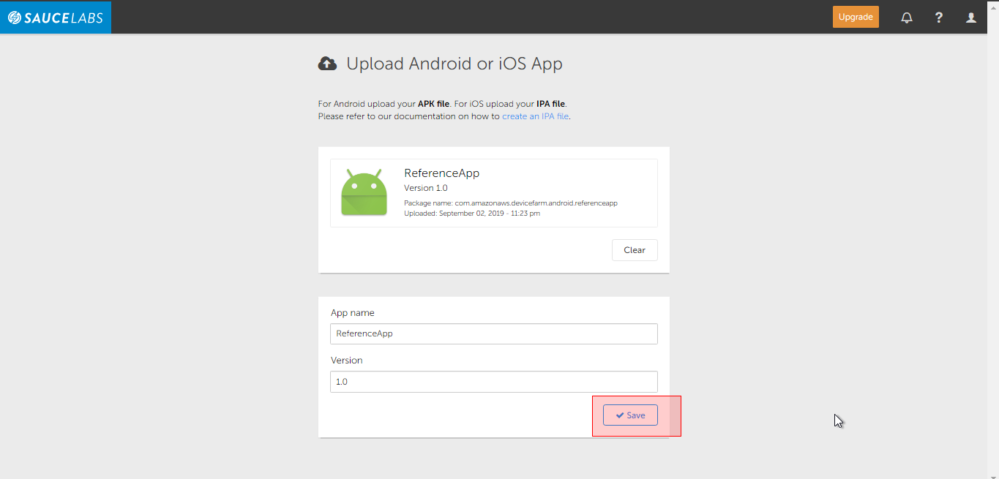 SAUCELABS
Upgrade
?
Upload Android or iOS App
For Android upload your APK file. For iOS upload your IPA file.
Please refer to our documentation on how to create an IPA file.
ReferenceApp
Version 1.0
Package name: com.amazonaws.devicefarm.android.referenceapp
Uploaded: September 02, 2019 - 11:23 pm
Clear
App name
ReferenceApp
Version
1.0
Save